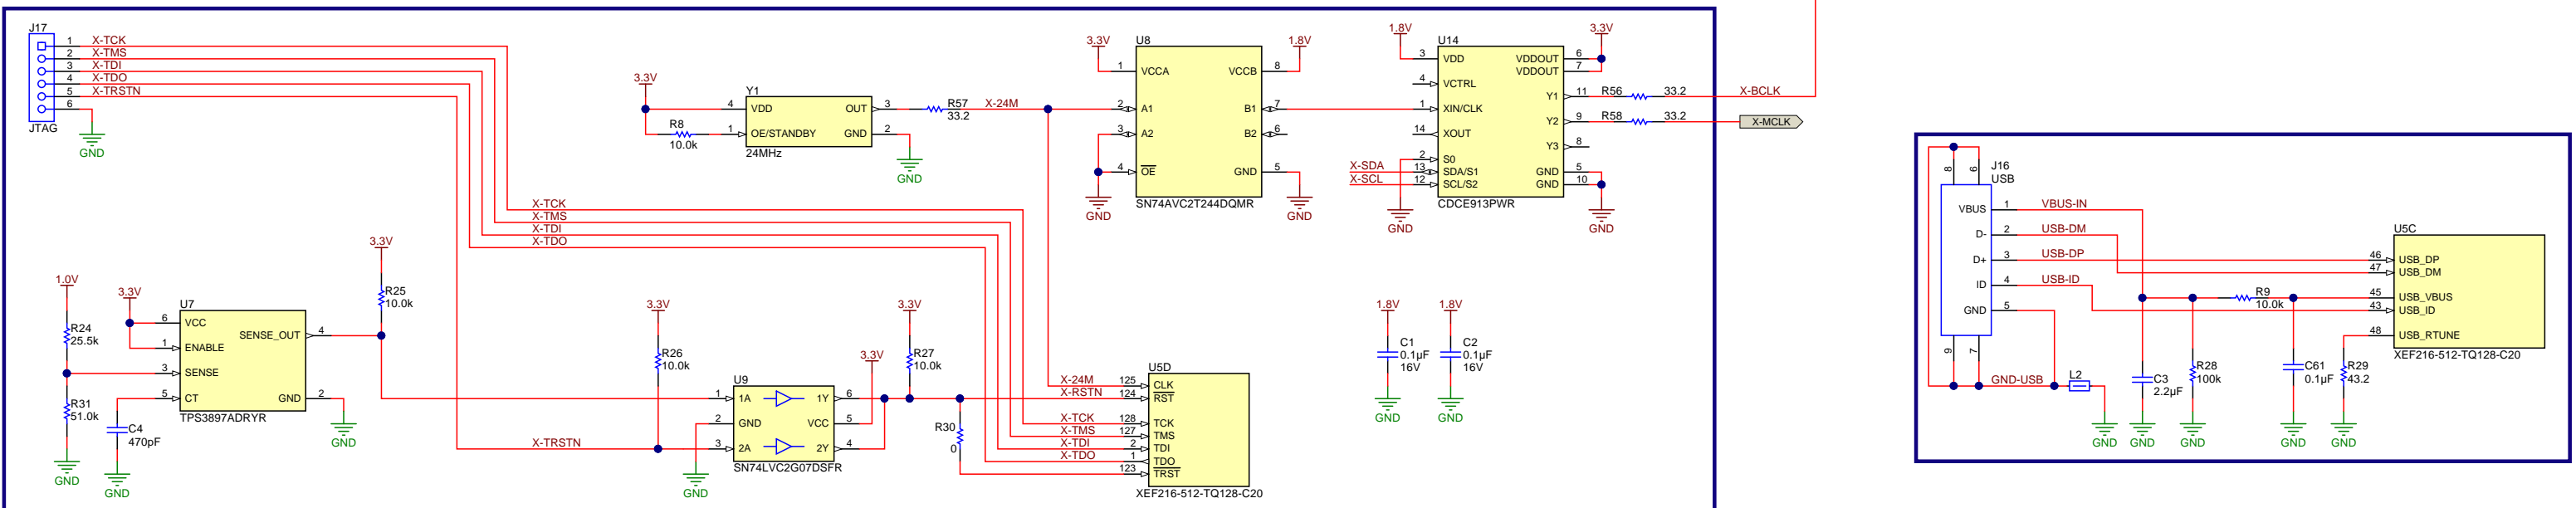 J17
1 X-TCK
2 X-TMS
3 X-TDI
4 X-TDO
5 X-TRSTN
6
JTAG
GND
3.3V
Y1
4 VDD OUT 3
R57
33.2
X-24M
R8
10.0k
1 OE/STANDBY GND 2
24MHz
GND
3.3V
U8
1.8V
1 VCCA VCCB 8
2 A1 B1 7
3 A2 B2 6
4 OE GND 5
SN74AVC2T244DQMR
GND
GND
1.8V
U14
3.3V
3 VDD VDDOUT 6
VDDOUT 7
4 VCTRL
Y1 11 R56 33.2 X-BCLK
1 XIN/CLK
Y2 9 R58 33.2 X-MCLK
14 XOUT
Y3 8
2 S0
X-SDA 13 SDA/S1 GND 5
X-SCL 12 SCL/S2 GND 10
CDCE913PWR
GND
GND
X-TCK
X-TMS
X-TDI
X-TDO
1.0V
R24
25.5k
R31
51.0k
GND
3.3V
U7
6 VCC
SENSE_OUT 4
1 ENABLE
3 SENSE
5 CT GND 2
TPS3897ADRYR
C4
470pF
GND
GND
3.3V
R25
10.0k
3.3V
R26
10.0k
X-TRSTN
3.3V
R27
10.0k
3.3V
U9
1 1A 1Y 6
2 GND VCC 5
3 2A 2Y 4
SN74LVC2G07DSFR
GND
R30
0
U5D
X-24M 125 CLK
X-RSTN 124 RST
X-TCK 128 TCK
X-TMS 127 TMS
X-TDI 2 TDI
X-TDO 1 TDO
123 TRST
XEF216-512-TQ128-C20
1.8V
C1
0.1µF
16V
GND
1.8V
C2
0.1µF
16V
GND
8 6
J16
USB
VBUS 1 VBUS-IN
D- 2 USB-DM
D+ 3 USB-DP
ID 4 USB-ID
GND 5
9 7
GND-USB
L2
GND
C3
2.2µF
GND
R28
100k
GND
R9
10.0k
C61
0.1µF
GND
R29
43.2
GND
U5C
46 USB_DP
47 USB_DM
45 USB_VBUS
43 USB_ID
48 USB_RTUNE
XEF216-512-TQ128-C20